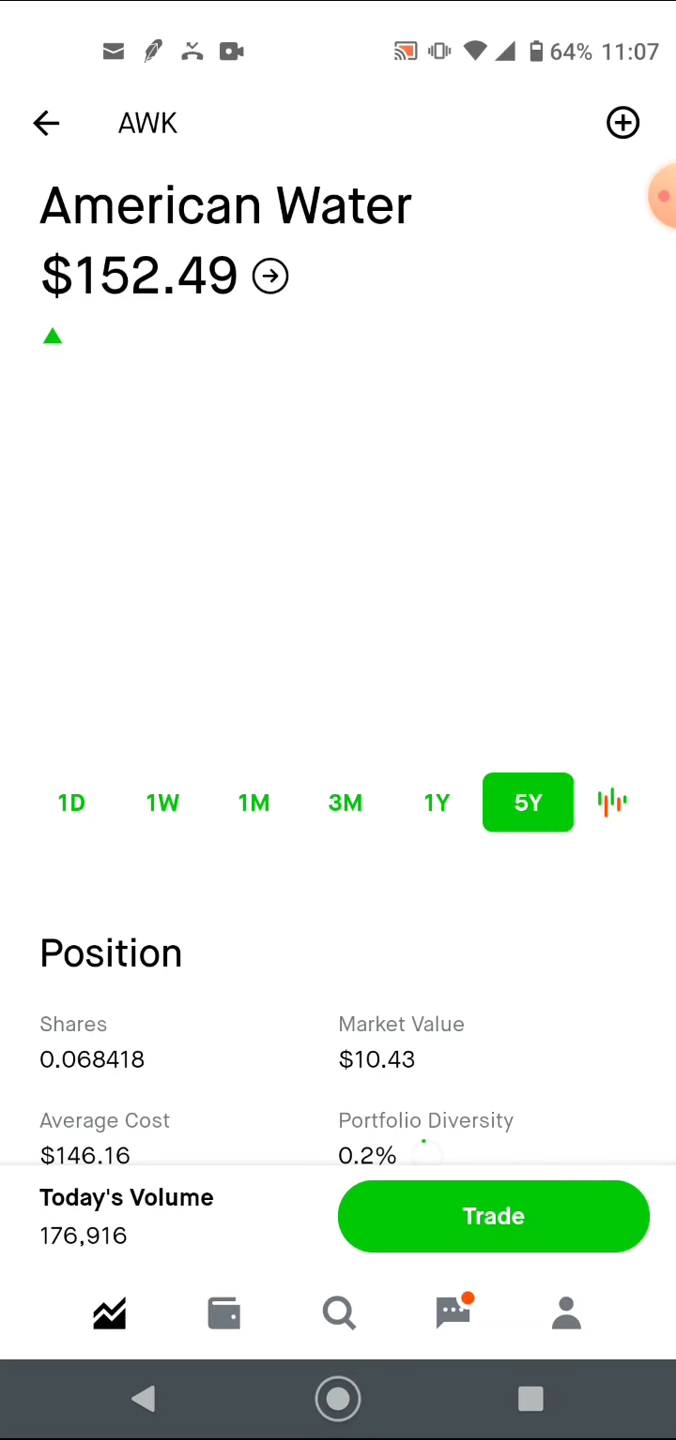 64% 11:07
AWK
American Water
$152.49
1D 1W 1M 3M 1Y 5Y
Position
Shares Market Value
0.068418 $10.43
Average Cost Portfolio Diversity
$146.16 0.2%
Today's Volume
176,916
Trade